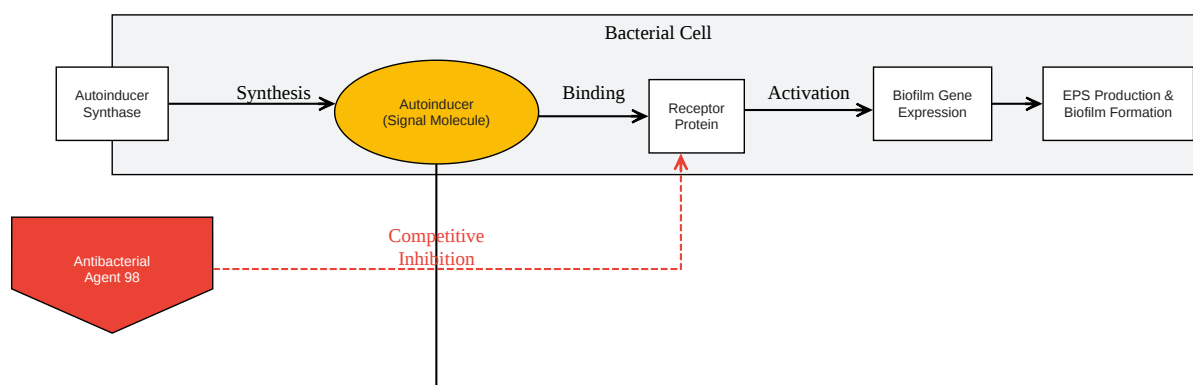 Bacterial Cell
Autoinducer
Synthase
Synthesis
Autoinducer
(Signal Molecule)
Binding
Receptor
Protein
Activation
Biofilm Gene
Expression
EPS Production &
Biofilm Formation
Competitive
Inhibition
Antibacterial
Agent 98